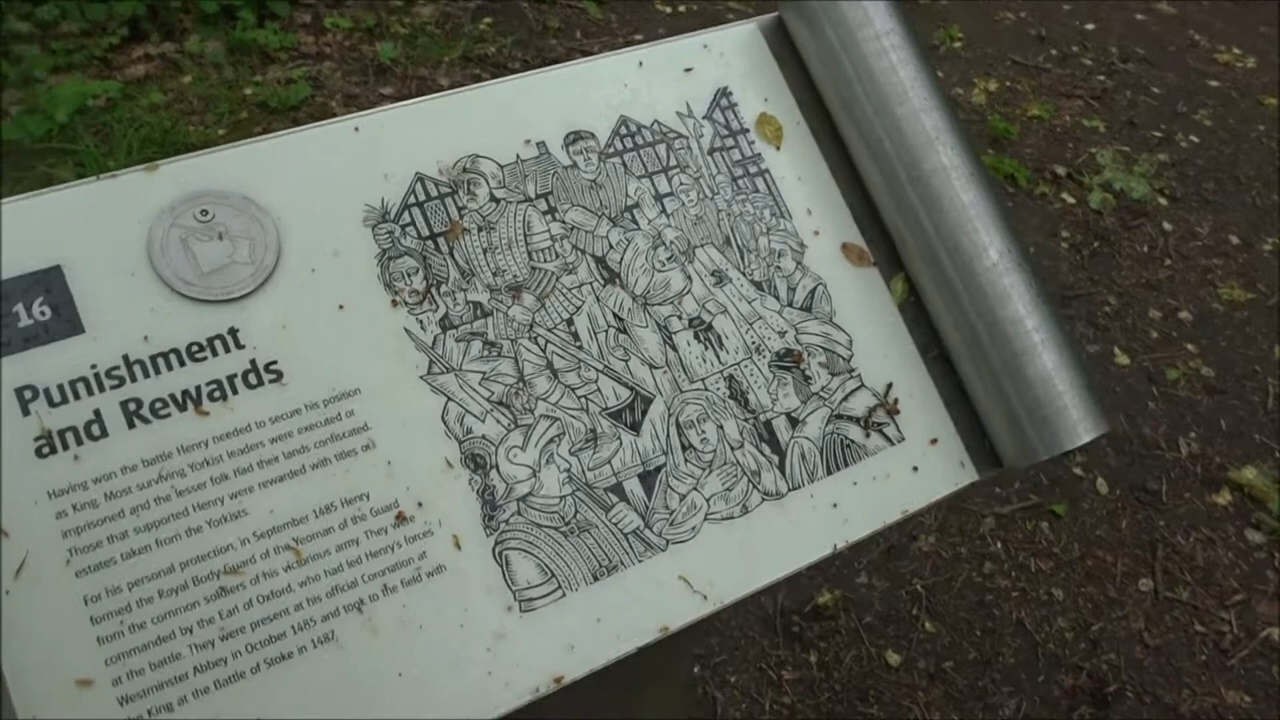 16
Punishment
and Rewards
Having won the battle Henry needed to secure his position
as King. Most surviving Yorkist leaders were executed or
imprisoned and the lesser folk had their lands confiscated.
Those that supported Henry were rewarded with titles or
estates taken from the Yorkists.
For his personal protection, in September 1485 Henry
formed the Royal Body Guard of the Yeoman of the Guard
from the common soldiers of his victorious army. They were
commanded by the Earl of Oxford, who had led Henry's forces
at the battle. They were present at his official Coronation at
Westminster Abbey in October 1485 and took to the field with
the King at the Battle of Stoke in 1487.